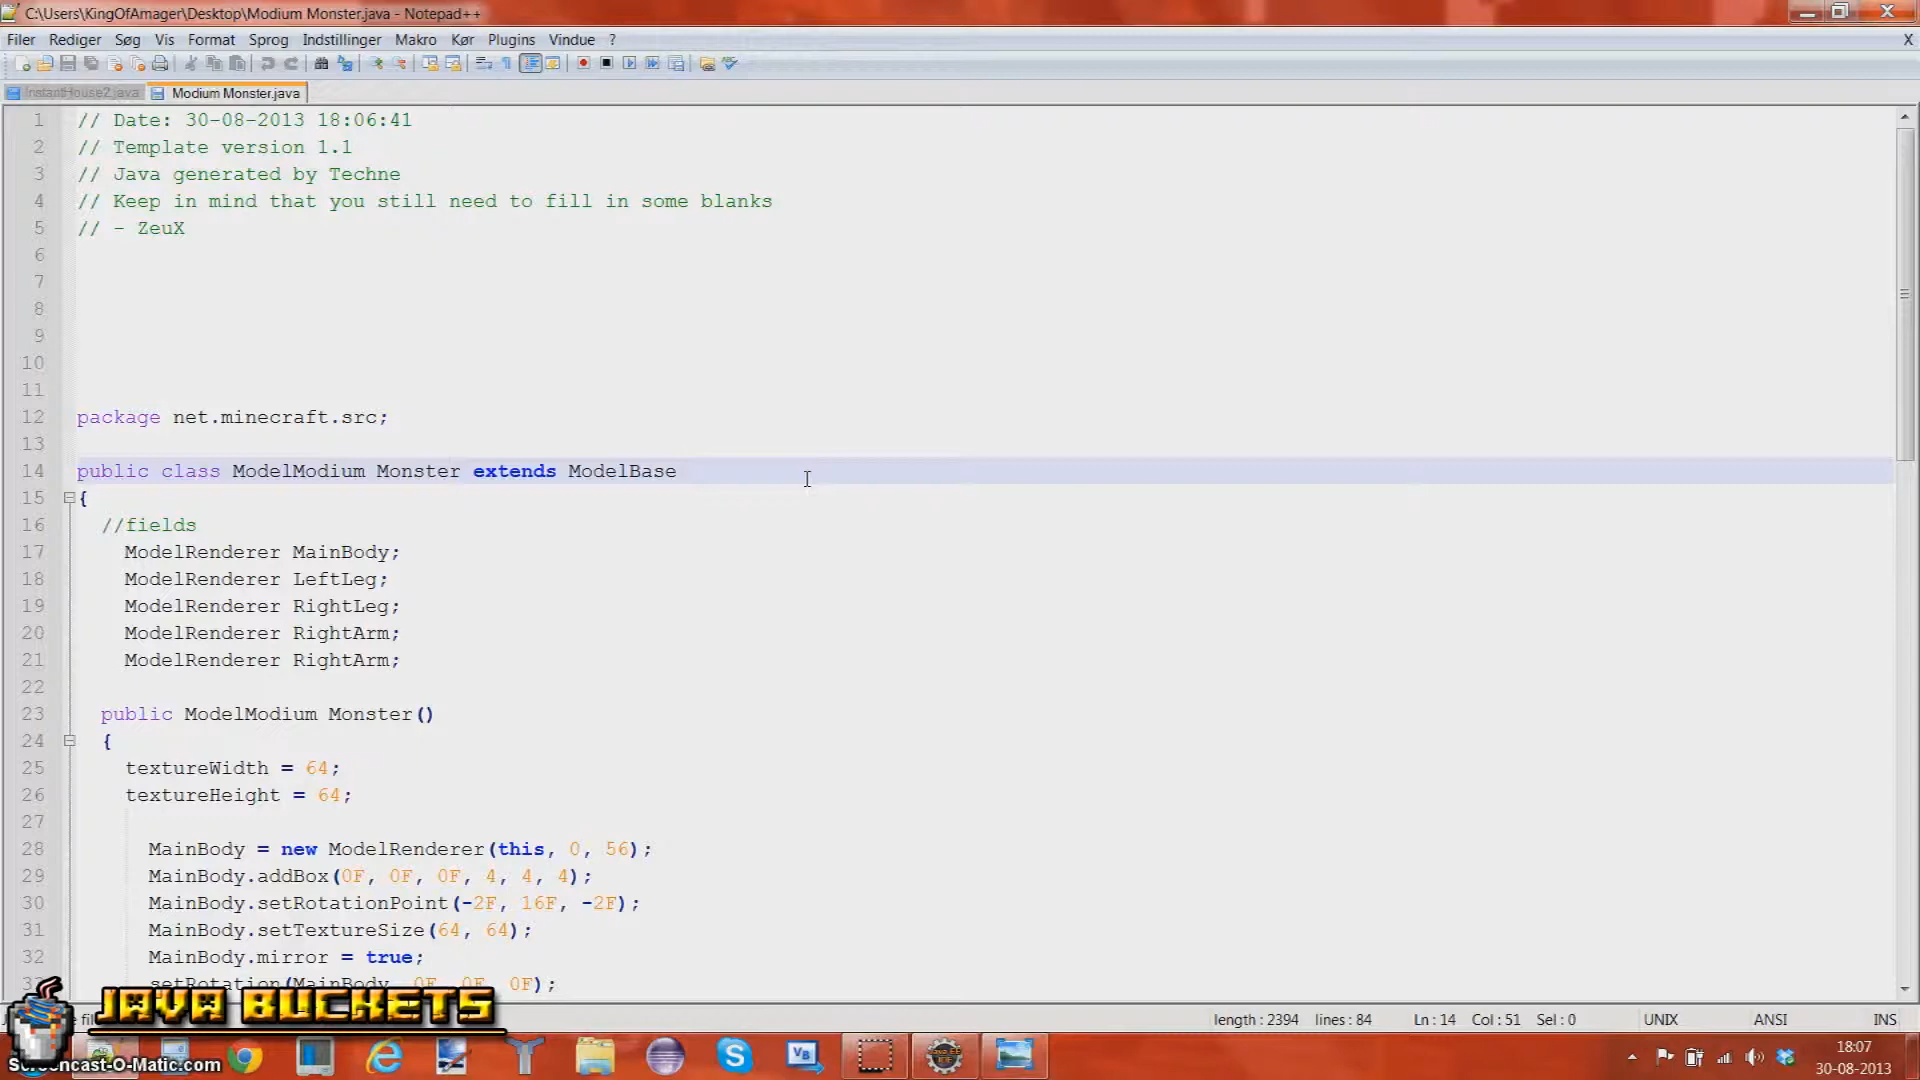 C:\Users\KingOfAmager\Desktop\Modium Monster.java - Notepad++
Filer Rediger Søg Vis Format Sprog Indstillinger Makro Kør Plugins Vindue ? X
InstantHouse2.java Modium Monster.java
1 // Date: 30-08-2013 18:06:41
2 // Template version 1.1
3 // Java generated by Techne
4 // Keep in mind that you still need to fill in some blanks
5 // - ZeuX
6
7
8
9
10
11
12 package net.minecraft.src;
13
14 public class ModelModium Monster extends ModelBase
15 {
16 //fields
17 ModelRenderer MainBody;
18 ModelRenderer LeftLeg;
19 ModelRenderer RightLeg;
20 ModelRenderer RightArm;
21 ModelRenderer RightArm;
22
23 public ModelModium Monster()
24 {
25 textureWidth = 64;
26 textureHeight = 64;
27
28 MainBody = new ModelRenderer(this, 0, 56);
29 MainBody.addBox(0F, 0F, 0F, 4, 4, 4);
30 MainBody.setRotationPoint(-2F, 16F, -2F);
31 MainBody.setTextureSize(64, 64);
32 MainBody.mirror = true;
setRotation(MainBody, 0F, 0F, 0F);
JAVA BUCKETS
length : 2394 lines : 84 Ln : 14 Col : 51 Sel : 0 UNIX ANSI INS
Screencast-O-Matic.com
18:07
30-08-2013